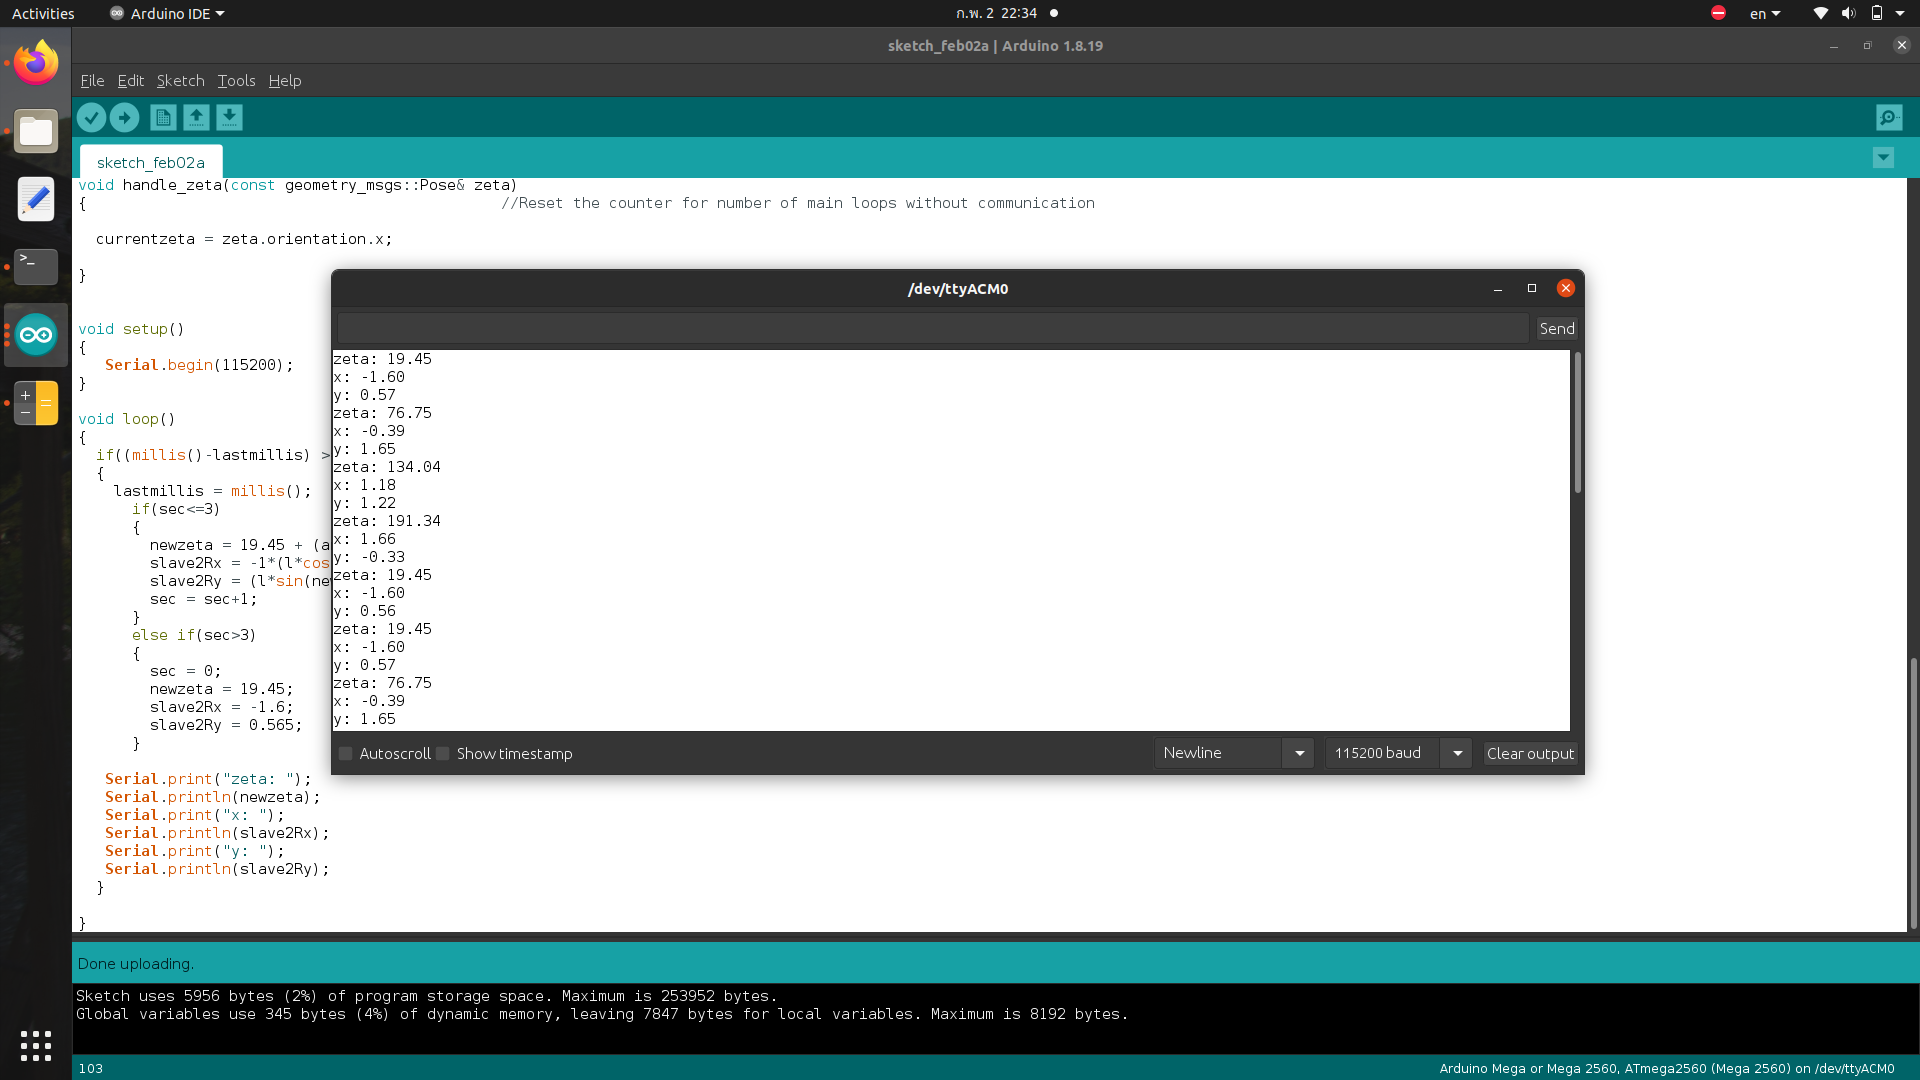 Activities
Arduino IDE
ก.พ. 2 22:34
en
sketch_feb02a | Arduino 1.8.19
File Edit Sketch Tools Help
sketch_feb02a
void handle_zeta(const geometry_msgs::Pose& zeta)
{ //Reset the counter for number of main loops without communication
currentzeta = zeta.orientation.x;
}
void setup()
{
Serial.begin(115200);
}
void loop()
{
if((millis()-lastmillis) >
{
lastmillis = millis();
if(sec<=3)
{
newzeta = 19.45 + (a
slave2Rx = -1*(l*cos
slave2Ry = (l*sin(ne
sec = sec+1;
}
else if(sec>3)
{
sec = 0;
newzeta = 19.45;
slave2Rx = -1.6;
slave2Ry = 0.565;
}
Serial.print("zeta: ");
Serial.println(newzeta);
Serial.print("x: ");
Serial.println(slave2Rx);
Serial.print("y: ");
Serial.println(slave2Ry);
}
}
/dev/ttyACM0
Send
zeta: 19.45
x: -1.60
y: 0.57
zeta: 76.75
x: -0.39
y: 1.65
zeta: 134.04
x: 1.18
y: 1.22
zeta: 191.34
x: 1.66
y: -0.33
zeta: 19.45
x: -1.60
y: 0.56
zeta: 19.45
x: -1.60
y: 0.57
zeta: 76.75
x: -0.39
y: 1.65
Autoscroll Show timestamp
Newline
115200 baud
Clear output
Done uploading.
Sketch uses 5956 bytes (2%) of program storage space. Maximum is 253952 bytes.
Global variables use 345 bytes (4%) of dynamic memory, leaving 7847 bytes for local variables. Maximum is 8192 bytes.
103
Arduino Mega or Mega 2560, ATmega2560 (Mega 2560) on /dev/ttyACM0